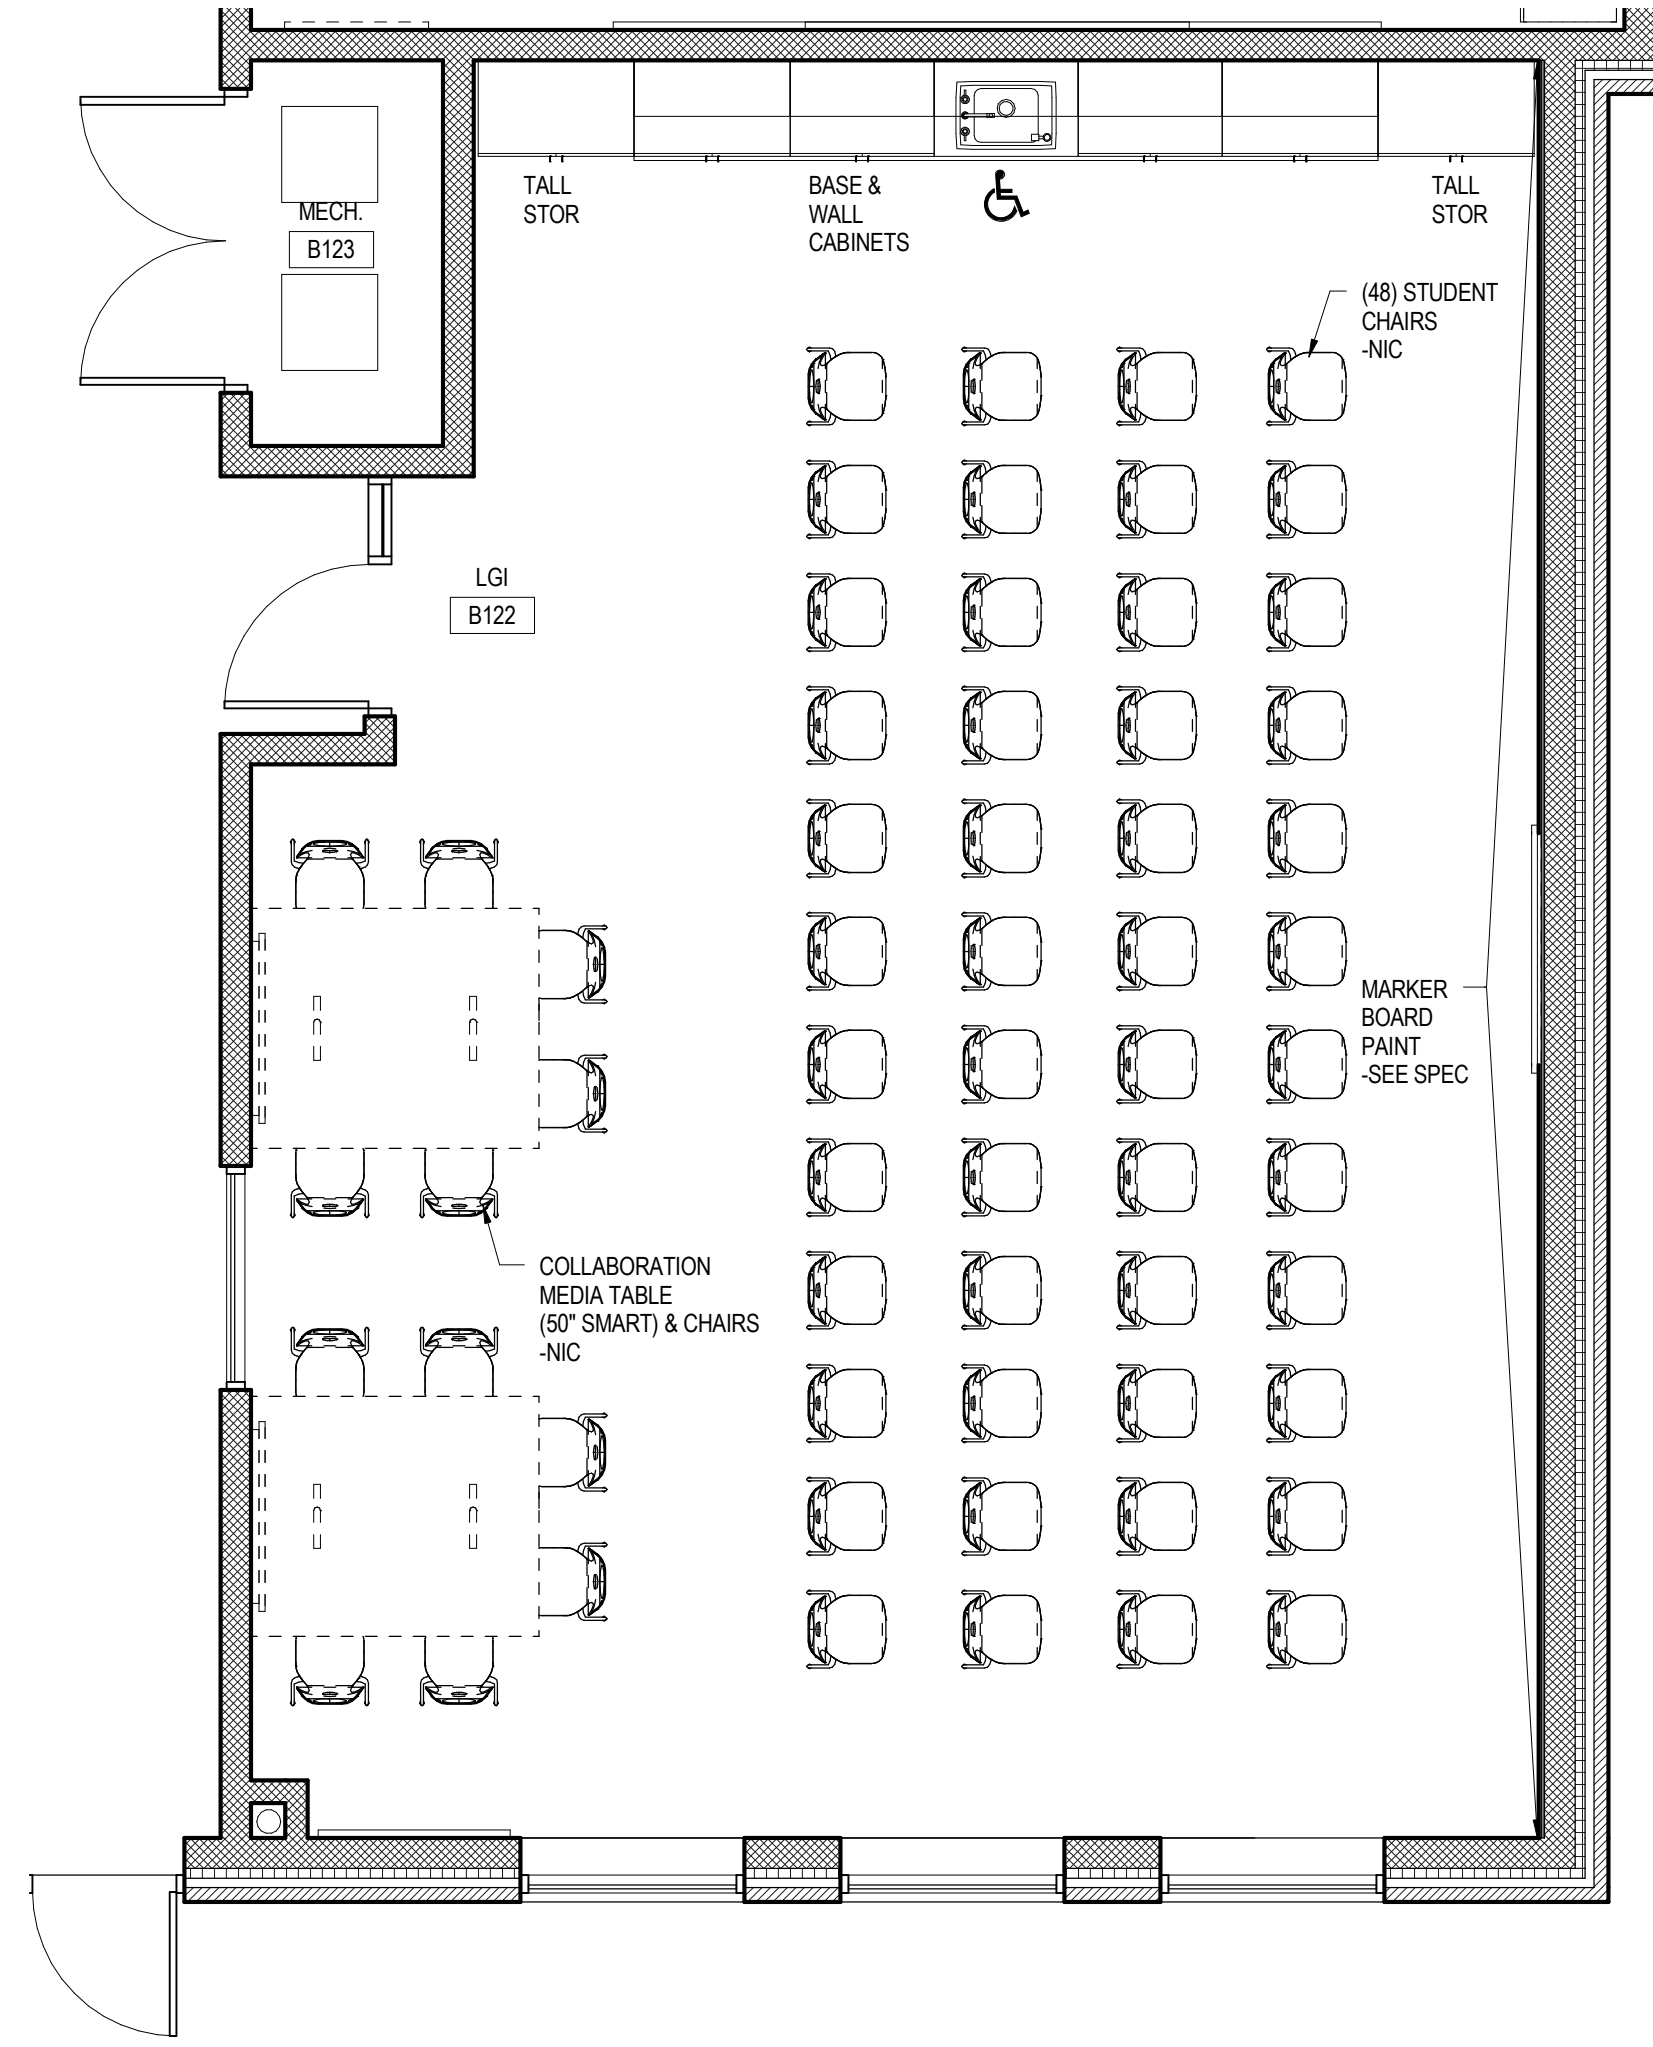 TALL
STOR
BASE &
WALL
CABINETS
TALL
STOR
MECH.
B123
(48) STUDENT
CHAIRS
-NIC
LGI
B122
MARKER
BOARD
PAINT
-SEE SPEC
COLLABORATION
MEDIA TABLE
(50" SMART) & CHAIRS
-NIC